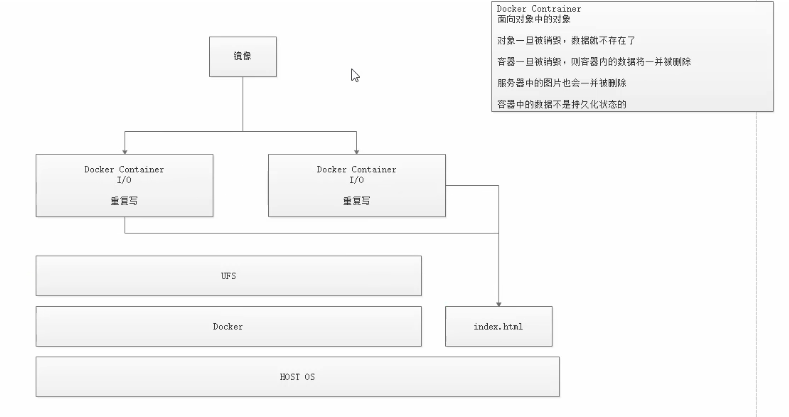 Docker Contrainer
面向对象中的对象
对象一旦被销毁，数据就不存在了
容器一旦被销毁，则容器内的数据将一并被删除
服务器中的图片也会一并被删除
容器中的数据不是持久化状态的
镜像
Docker Container
I/O
重复写
Docker Container
I/O
重复写
UFS
Docker
index.html
HOST OS